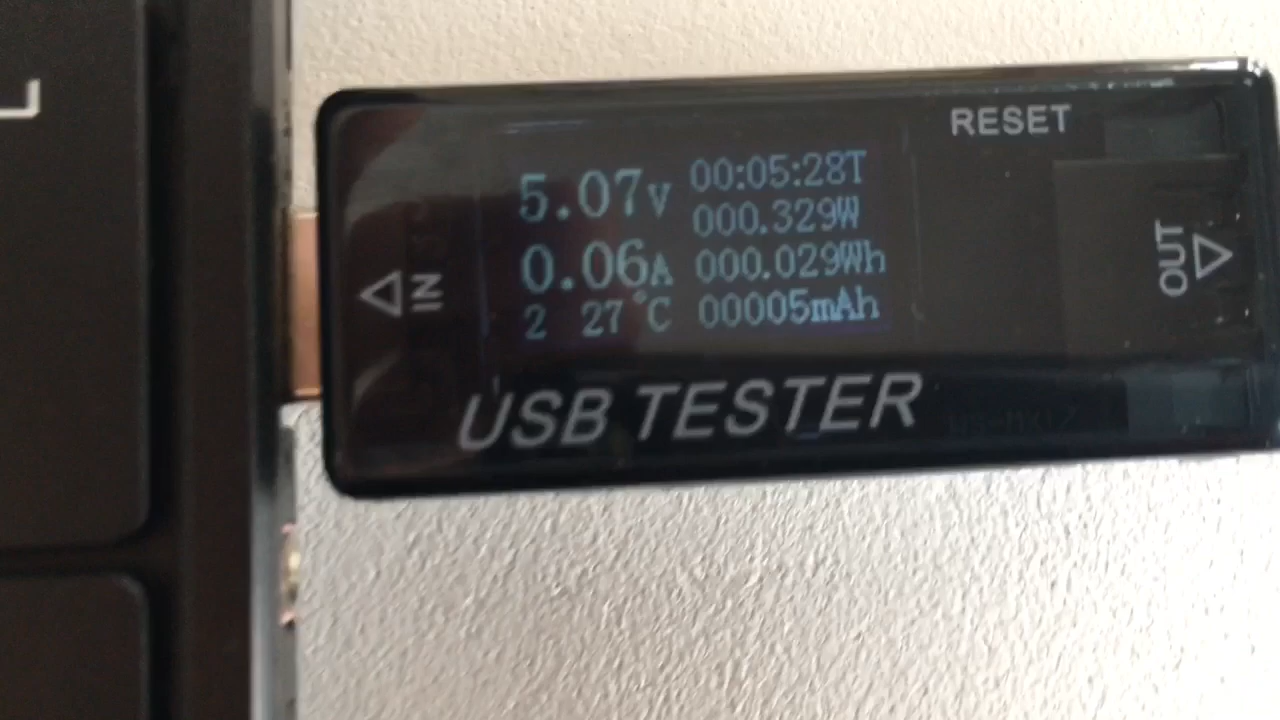 L
RESET
5.07V 00:05:28T
000.329W
0.06A 000.029Wh
2 27°C 00005mAh
IN
OUT
USB TESTER